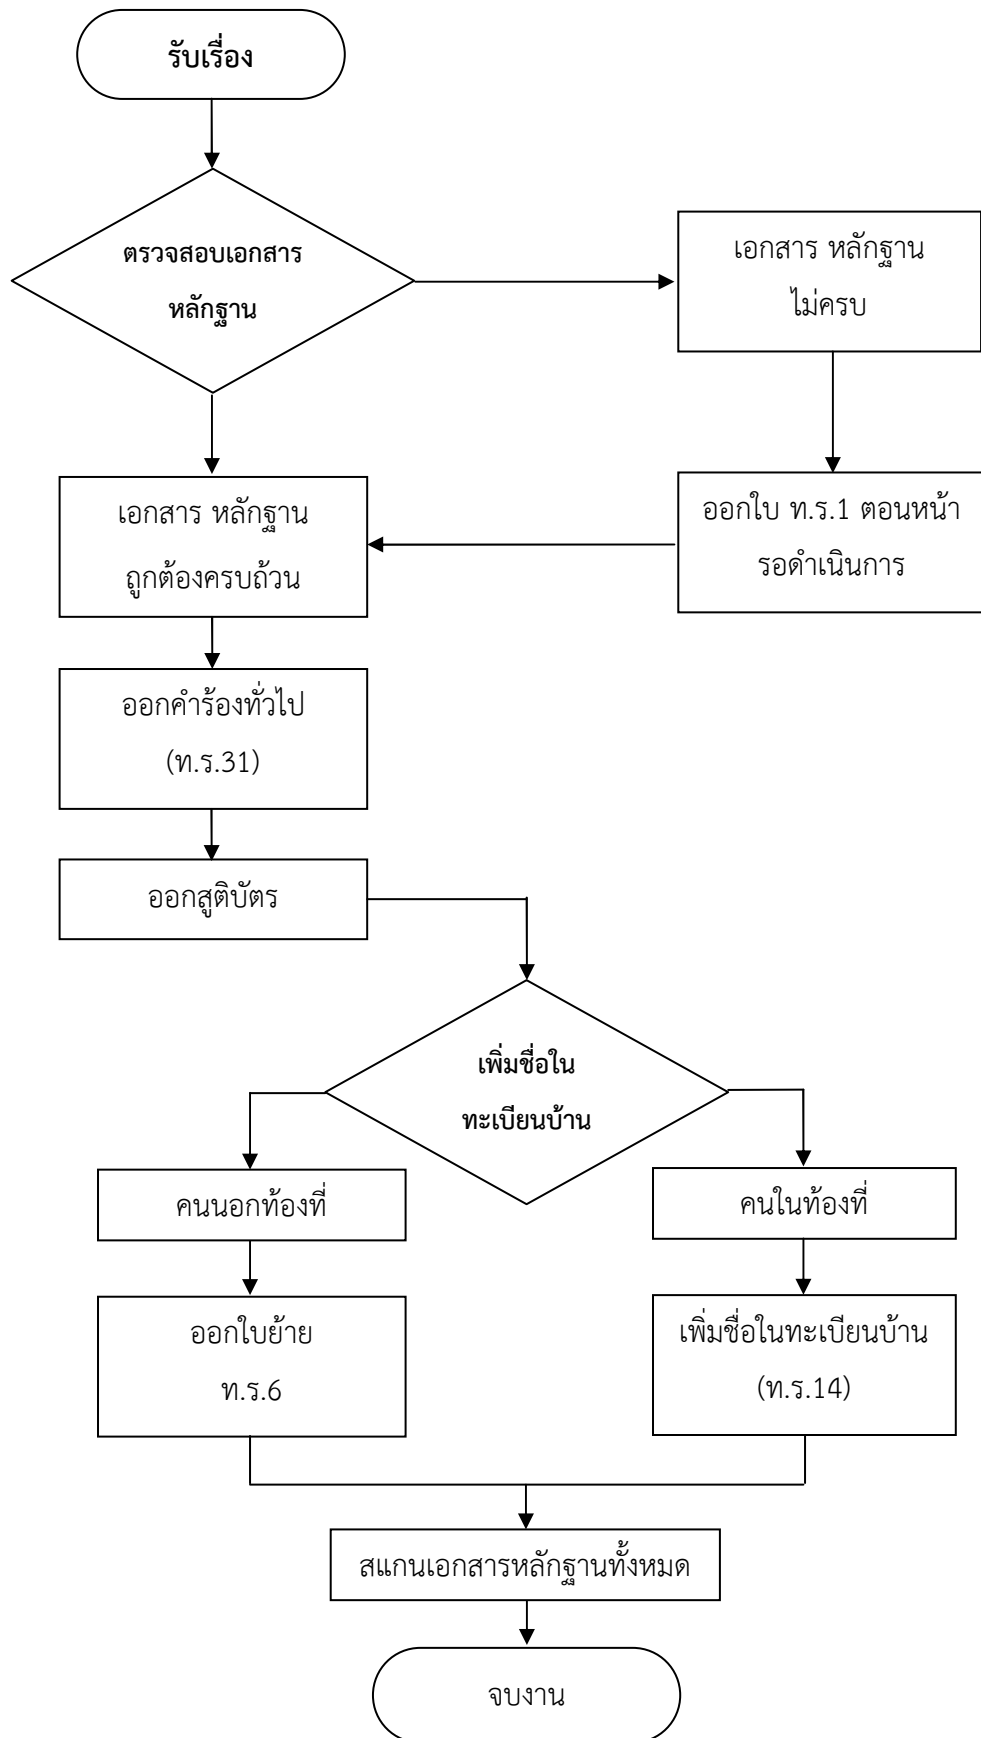 รับเรื่อง
ตรวจสอบเอกสาร
หลักฐาน
เอกสาร หลักฐาน
ไม่ครบ
เอกสาร หลักฐาน
ถูกต้องครบถ้วน
ออกใบ ท.ร.1 ตอนหน้า
รอดำเนินการ
ออกคำร้องทั่วไป
(ท.ร.31)
ออกสูติบัตร
เพิ่มชื่อใน
ทะเบียนบ้าน
คนนอกท้องที่
คนในท้องที่
ออกใบย้าย
ท.ร.6
เพิ่มชื่อในทะเบียนบ้าน
(ท.ร.14)
สแกนเอกสารหลักฐานทั้งหมด
จบงาน